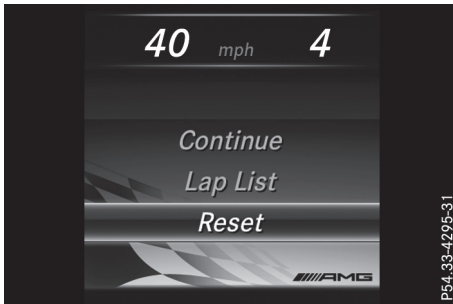 40 mph 4
Continue
Lap List
Reset
AMG
P54.33-4295-31